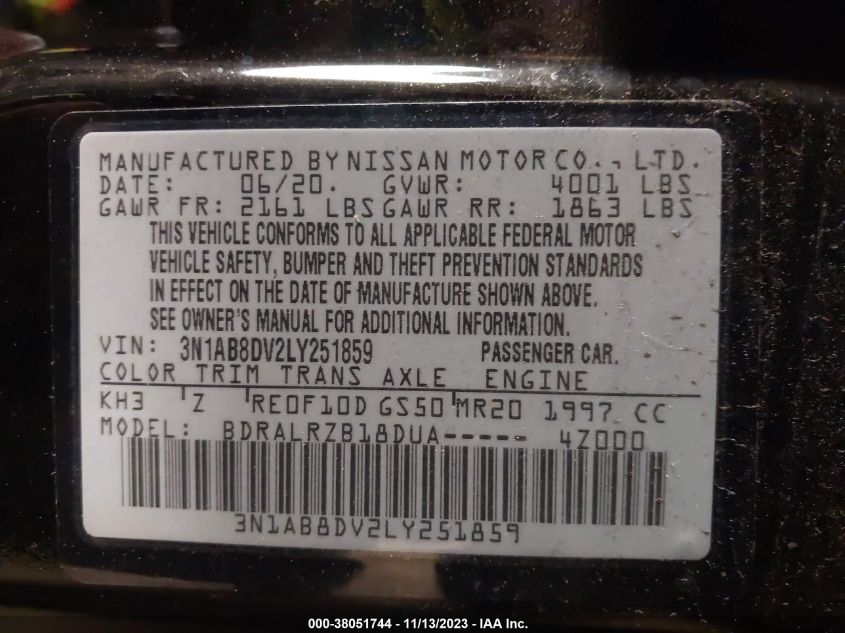 MANUFACTURED BY NISSAN MOTOR CO., LTD.
DATE: 06/20. GVWR: 4001 LBS
GAWR FR: 2161 LBS GAWR RR: 1863 LBS
THIS VEHICLE CONFORMS TO ALL APPLICABLE FEDERAL MOTOR
VEHICLE SAFETY, BUMPER AND THEFT PREVENTION STANDARDS
IN EFFECT ON THE DATE OF MANUFACTURE SHOWN ABOVE.
SEE OWNER'S MANUAL FOR ADDITIONAL INFORMATION.
VIN: 3N1AB8DV2LY251859 PASSENGER CAR.
COLOR TRIM TRANS AXLE ENGINE
KH3 Z RE0F10D GS50 MR20 1997 CC
MODEL: BDRALRZB18DUA----- 4Z000
3N1AB8DV2LY251859
000-38051744 — 11/13/2023 - IAA Inc.